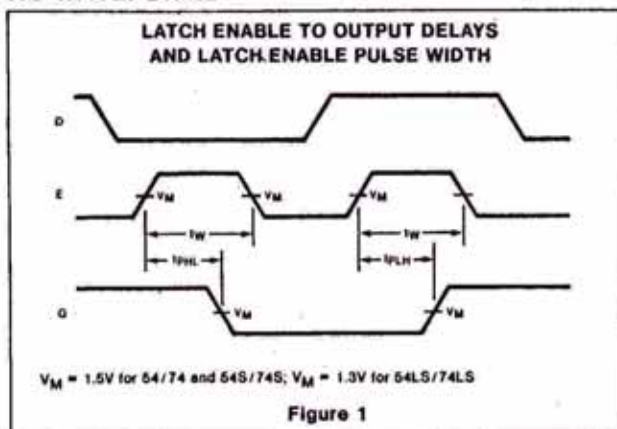 LATCH ENABLE TO OUTPUT DELAYS
AND LATCH ENABLE PULSE WIDTH
D
E
VM
VM
VM
tW
tW
tPHL
tPLH
Q
VM
VM
VM = 1.5V for 54/74 and 54S/74S; VM = 1.3V for 54LS/74LS
Figure 1